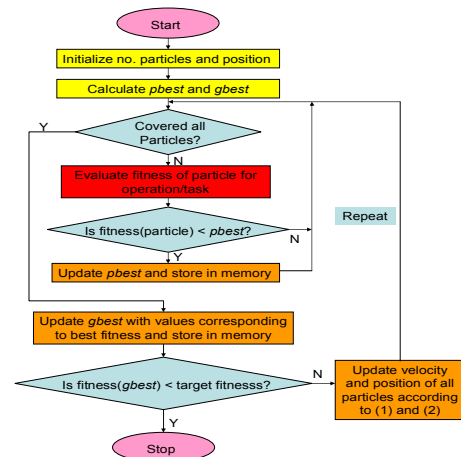 Start
Initialize no. particles and position
Calculate pbest and gbest
Y
Covered all
Particles?
N
Evaluate fitness of particle for
operation/task
Repeat
Is fitness(particle) < pbest?
N
Y
Update pbest and store in memory
Update gbest with values corresponding
to best fitness and store in memory
Is fitness(gbest) < target fitnesss?
N
Update velocity
and position of all
particles according
to (1) and (2)
Y
Stop